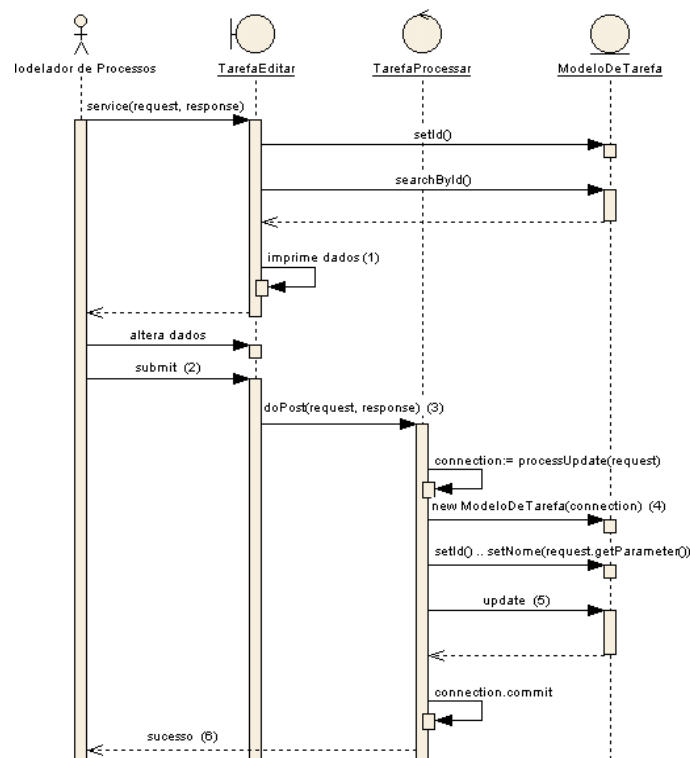 lodelador de Processos
TarefaEditar
TarefaProcessar
ModeloDeTarefa
service(request, response)
setId()
searchById()
imprime dados (1)
altera dados
submit (2)
doPost(request, response) (3)
connection:= processUpdate(request)
new ModeloDeTarefa(connection) (4)
setId() .. setNome(request.getParameter())
update (5)
connection.commit
sucesso (6)